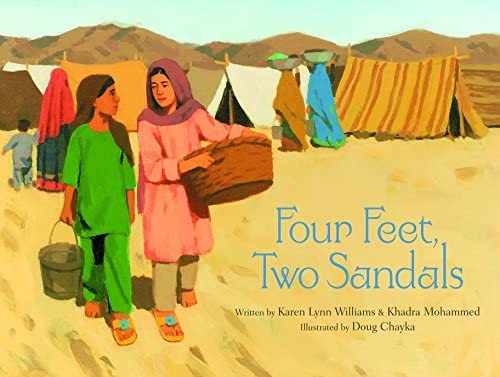 Four Feet,
Two Sandals
Written by Karen Lynn Williams & Khadra Mohammed
Illustrated by Doug Chayka